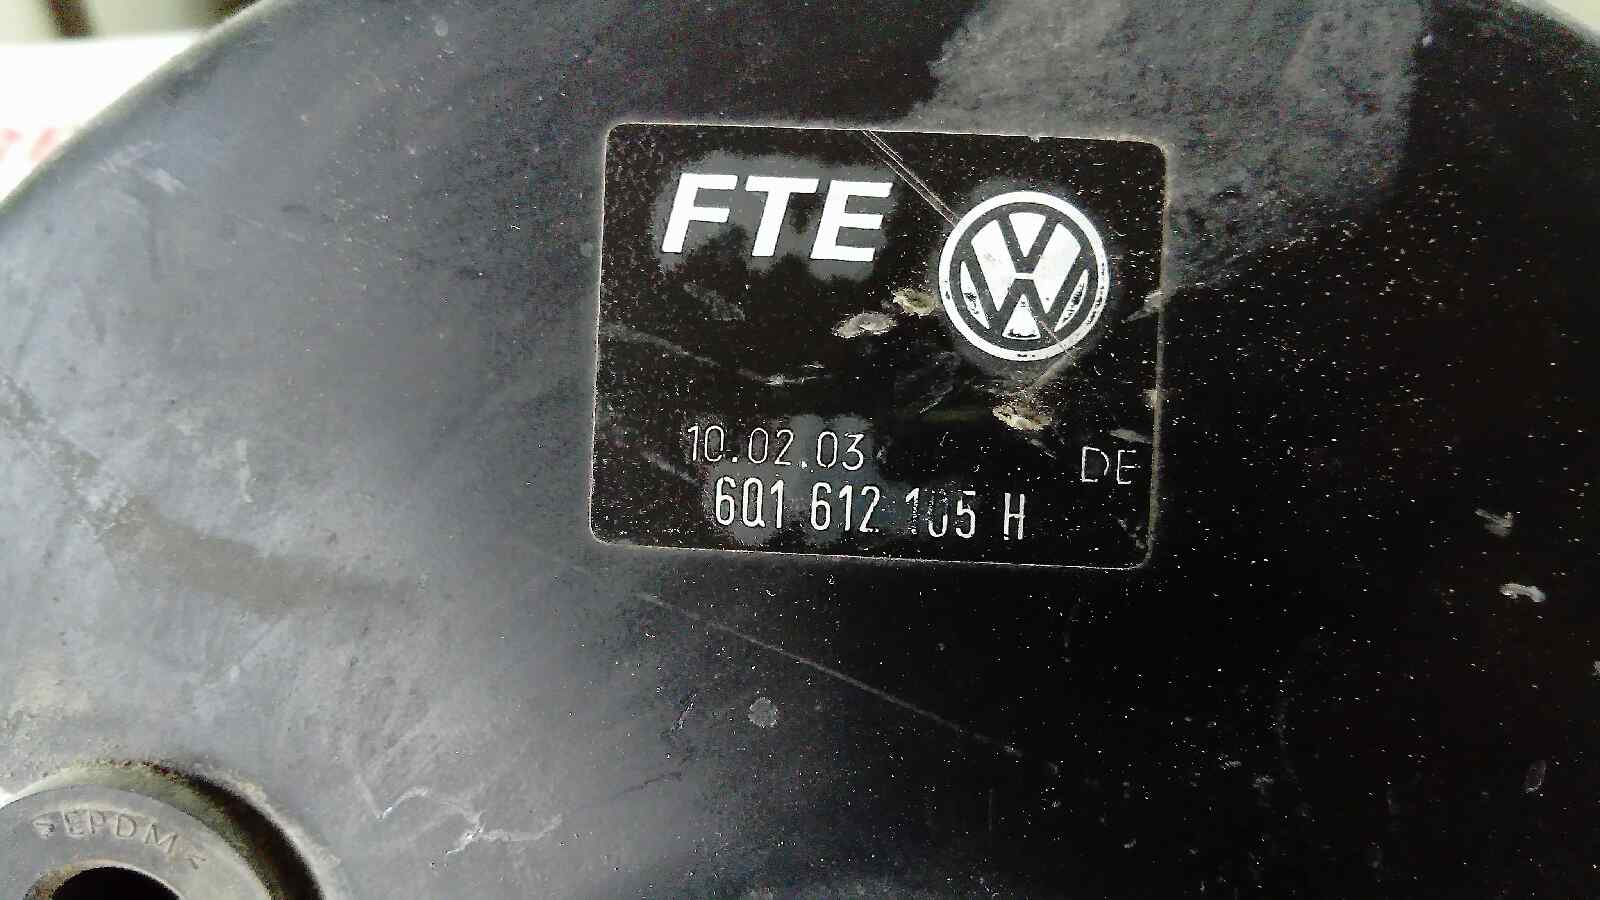 FTE
10.02.03
DE
6Q1 612 105 H
>EPDM<